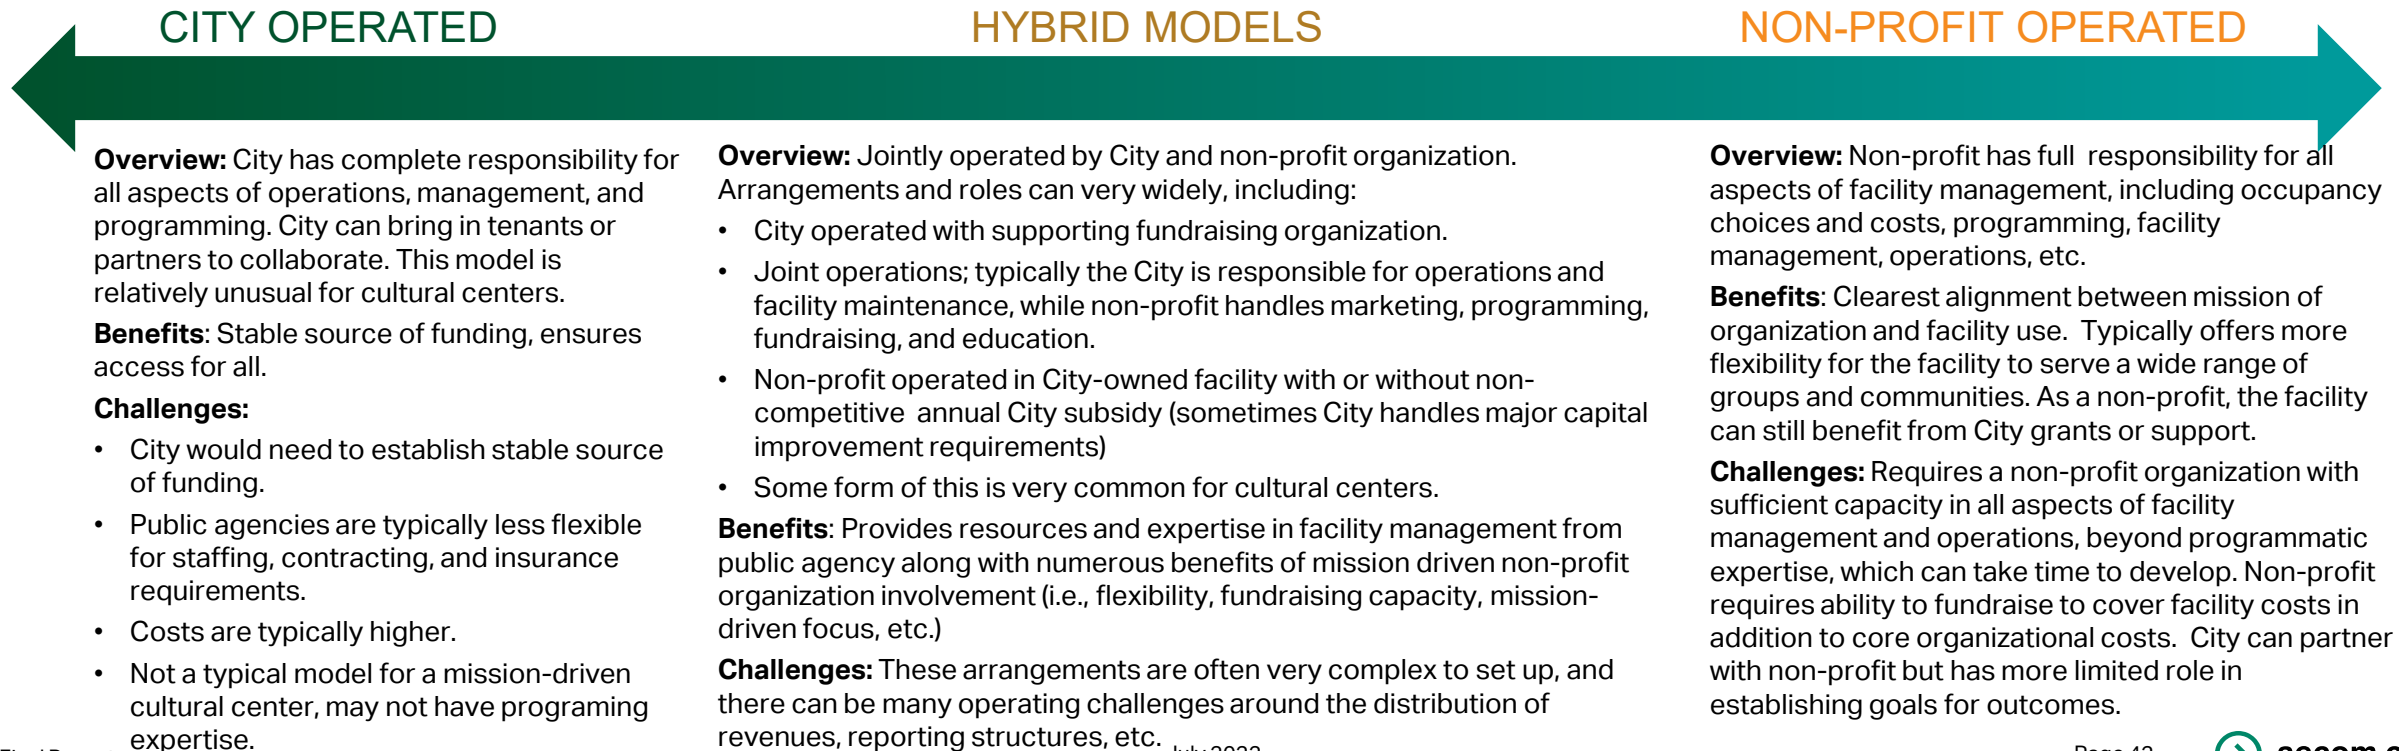 CITY OPERATED
HYBRID MODELS
NON-PROFIT OPERATED
Overview: City has complete responsibility for
all aspects of operations, management, and
programming. City can bring in tenants or
partners to collaborate. This model is
relatively unusual for cultural centers.
Benefits: Stable source of funding, ensures
access for all.
Challenges:
• City would need to establish stable source
of funding.
• Public agencies are typically less flexible
for staffing, contracting, and insurance
requirements.
• Costs are typically higher.
• Not a typical model for a mission-driven
cultural center, may not have programing
expertise.
Overview: Jointly operated by City and non-profit organization.
Arrangements and roles can very widely, including:
• City operated with supporting fundraising organization.
• Joint operations; typically the City is responsible for operations and
facility maintenance, while non-profit handles marketing, programming,
fundraising, and education.
• Non-profit operated in City-owned facility with or without non-
competitive annual City subsidy (sometimes City handles major capital
improvement requirements)
• Some form of this is very common for cultural centers.
Benefits: Provides resources and expertise in facility management from
public agency along with numerous benefits of mission driven non-profit
organization involvement (i.e., flexibility, fundraising capacity, mission-
driven focus, etc.)
Challenges: These arrangements are often very complex to set up, and
there can be many operating challenges around the distribution of
revenues, reporting structures, etc.
Overview: Non-profit has full responsibility for all
aspects of facility management, including occupancy
choices and costs, programming, facility
management, operations, etc.
Benefits: Clearest alignment between mission of
organization and facility use. Typically offers more
flexibility for the facility to serve a wide range of
groups and communities. As a non-profit, the facility
can still benefit from City grants or support.
Challenges: Requires a non-profit organization with
sufficient capacity in all aspects of facility
management and operations, beyond programmatic
expertise, which can take time to develop. Non-profit
requires ability to fundraise to cover facility costs in
addition to core organizational costs. City can partner
with non-profit but has more limited role in
establishing goals for outcomes.